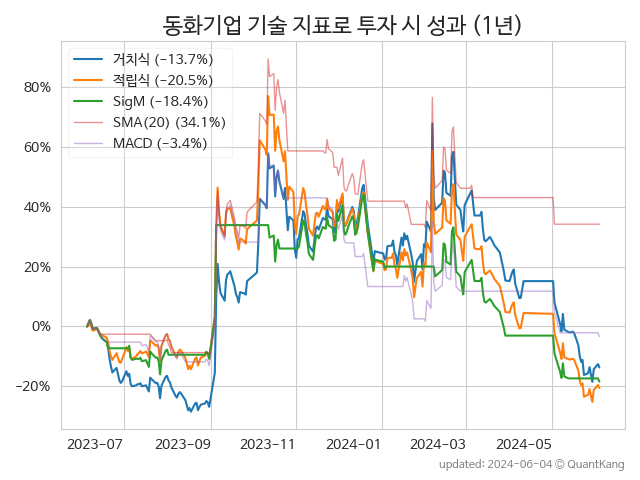 동화기업 기술 지표로 투자 시 성과 (1년)
거치식 (−13.7%)
적립식 (−20.5%)
SigM (−18.4%)
SMA(20) (34.1%)
MACD (−3.4%)
80%
60%
40%
20%
0%
−20%
2023-07 2023-09 2023-11 2024-01 2024-03 2024-05
updated: 2024-06-04 © QuantKang